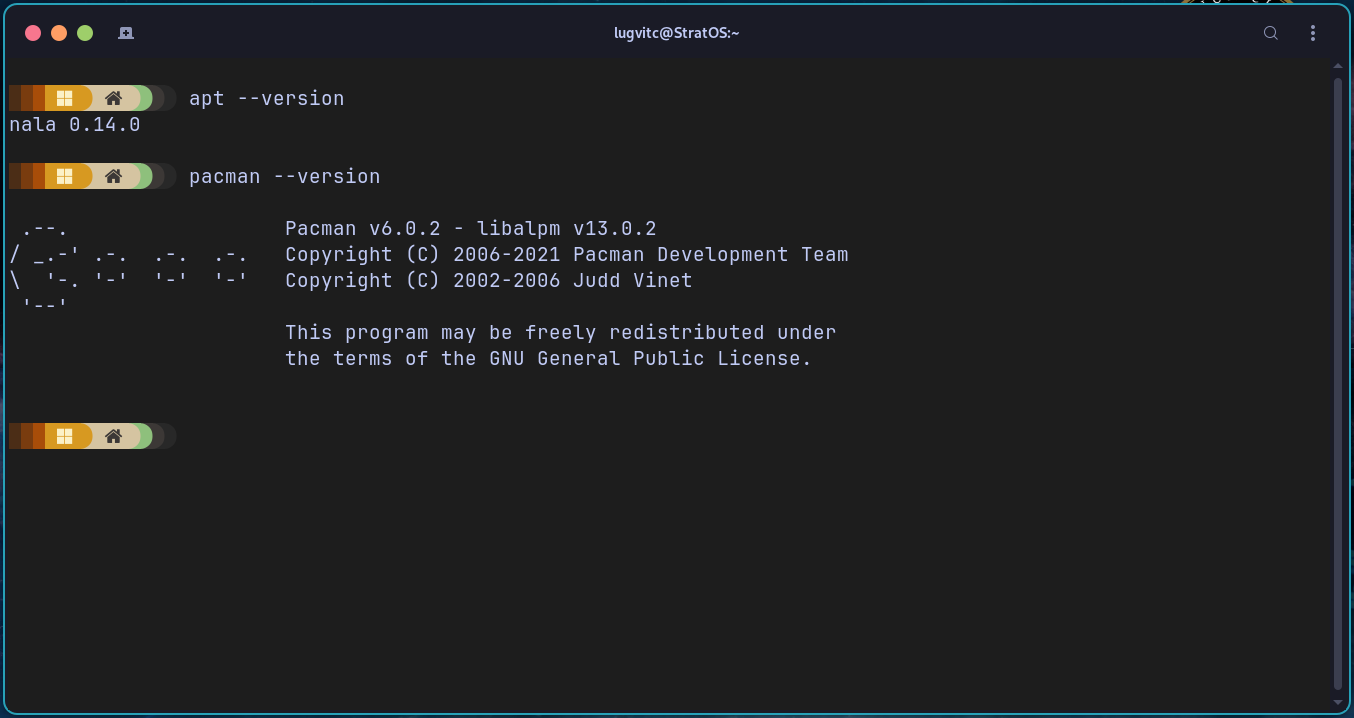 lugvitc@StratOS:~
apt --version
nala 0.14.0
pacman --version
 .--.                  Pacman v6.0.2 - libalpm v13.0.2
/ _.-' .-.  .-.  .-.   Copyright (C) 2006-2021 Pacman Development Team
\  '-. '-'  '-'  '-'   Copyright (C) 2002-2006 Judd Vinet
 '--'
                       This program may be freely redistributed under
                       the terms of the GNU General Public License.